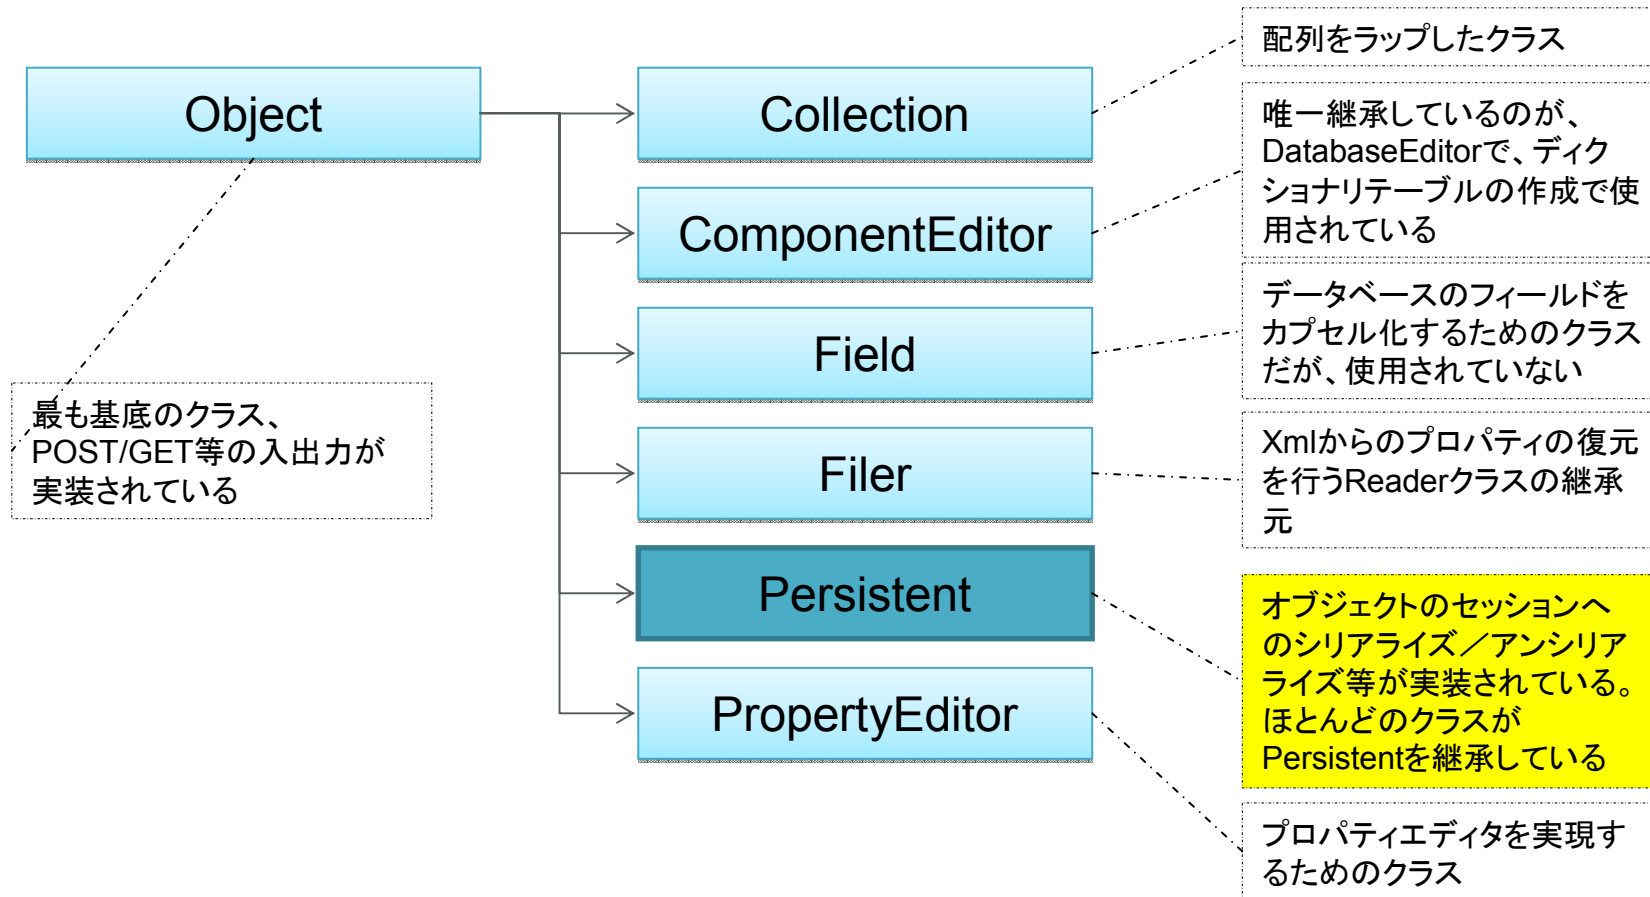 Object
最も基底のクラス、
POST/GET等の入出力が
実装されている
Collection
ComponentEditor
Field
Filer
Persistent
PropertyEditor
配列をラップしたクラス
唯一継承しているのが、
DatabaseEditorで、ディク
ショナリテーブルの作成で使
用されている
データベースのフィールドを
カプセル化するためのクラス
だが、使用されていない
Xmlからのプロパティの復元
を行うReaderクラスの継承
元
オブジェクトのセッションへ
のシリアライズ／アンシリア
ライズ等が実装されている。
ほとんどのクラスが
Persistentを継承している
プロパティエディタを実現す
るためのクラス